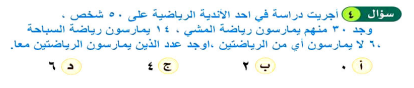 سؤال ٤ أجريت دراسة في احد الاندية الرياضية على ٥٠ شخص ،
وجد ٣٠ منهم يمارسون رياضة المشي ، ١٤ يمارسون رياضة السباحة
،٦ لا يمارسون أي من الرياضتين ،اوجد عدد الذين يمارسون الرياضتين معا.
أ ٠ ب ٢ ج ٤ د ٦